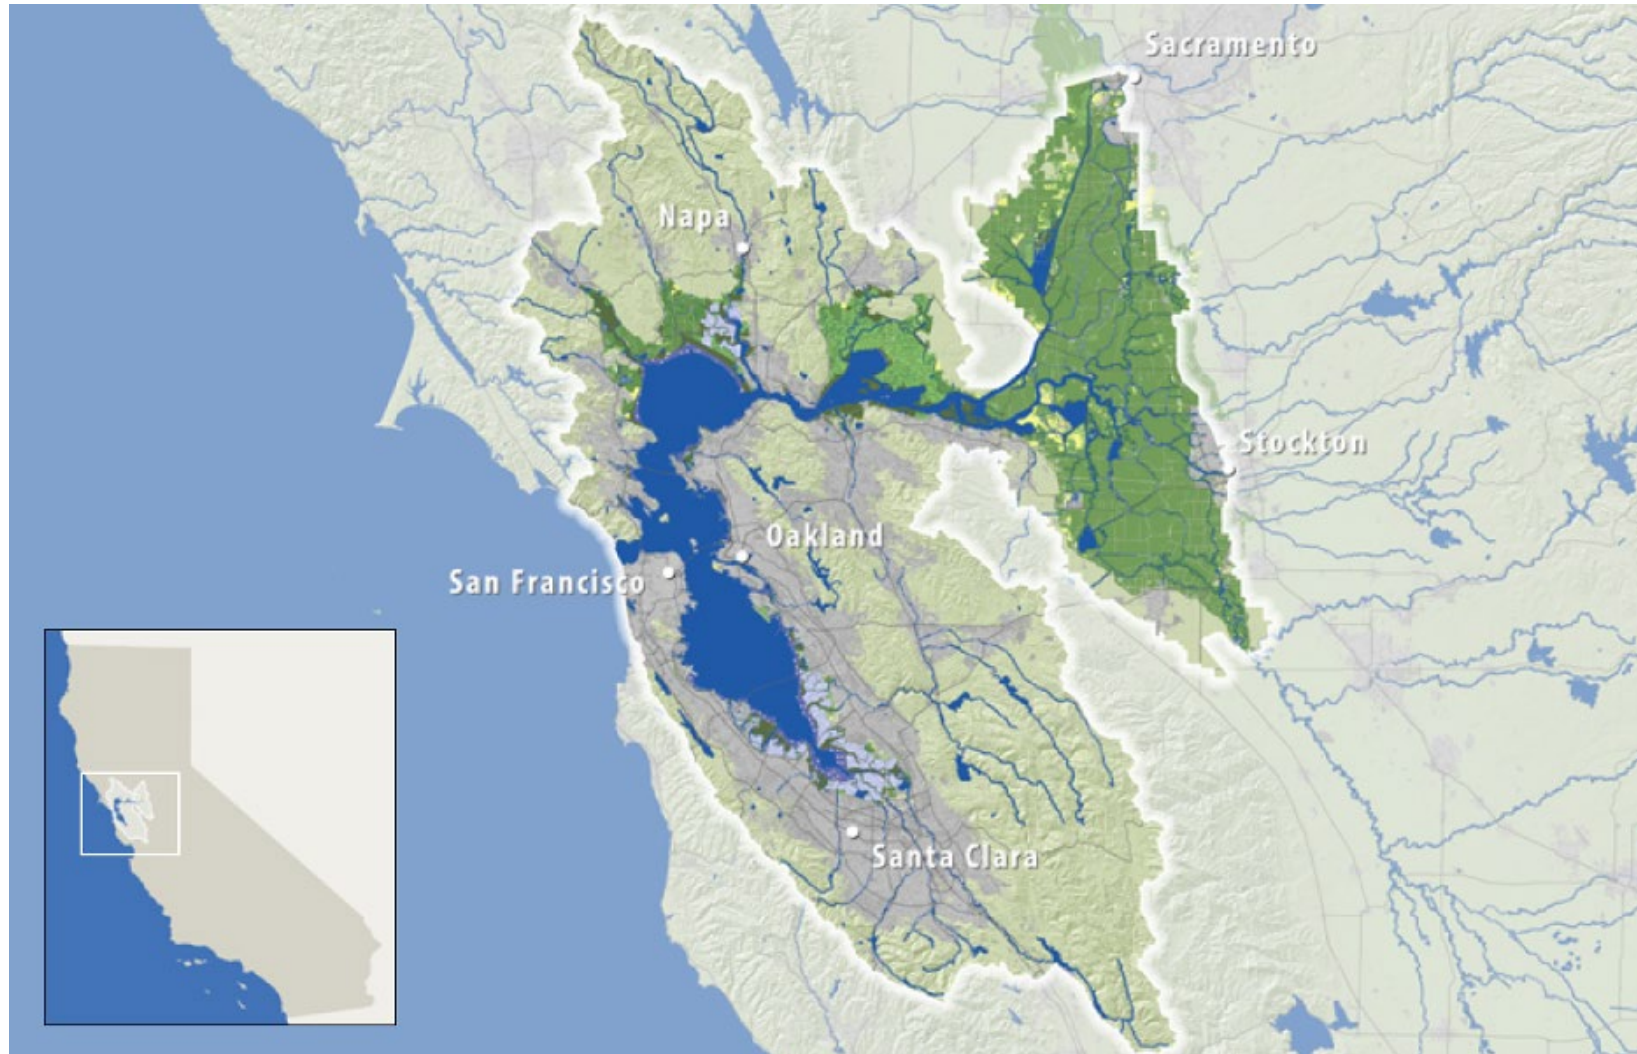 Sacramento
Napa
Stockton
Oakland
San Francisco
Santa Clara